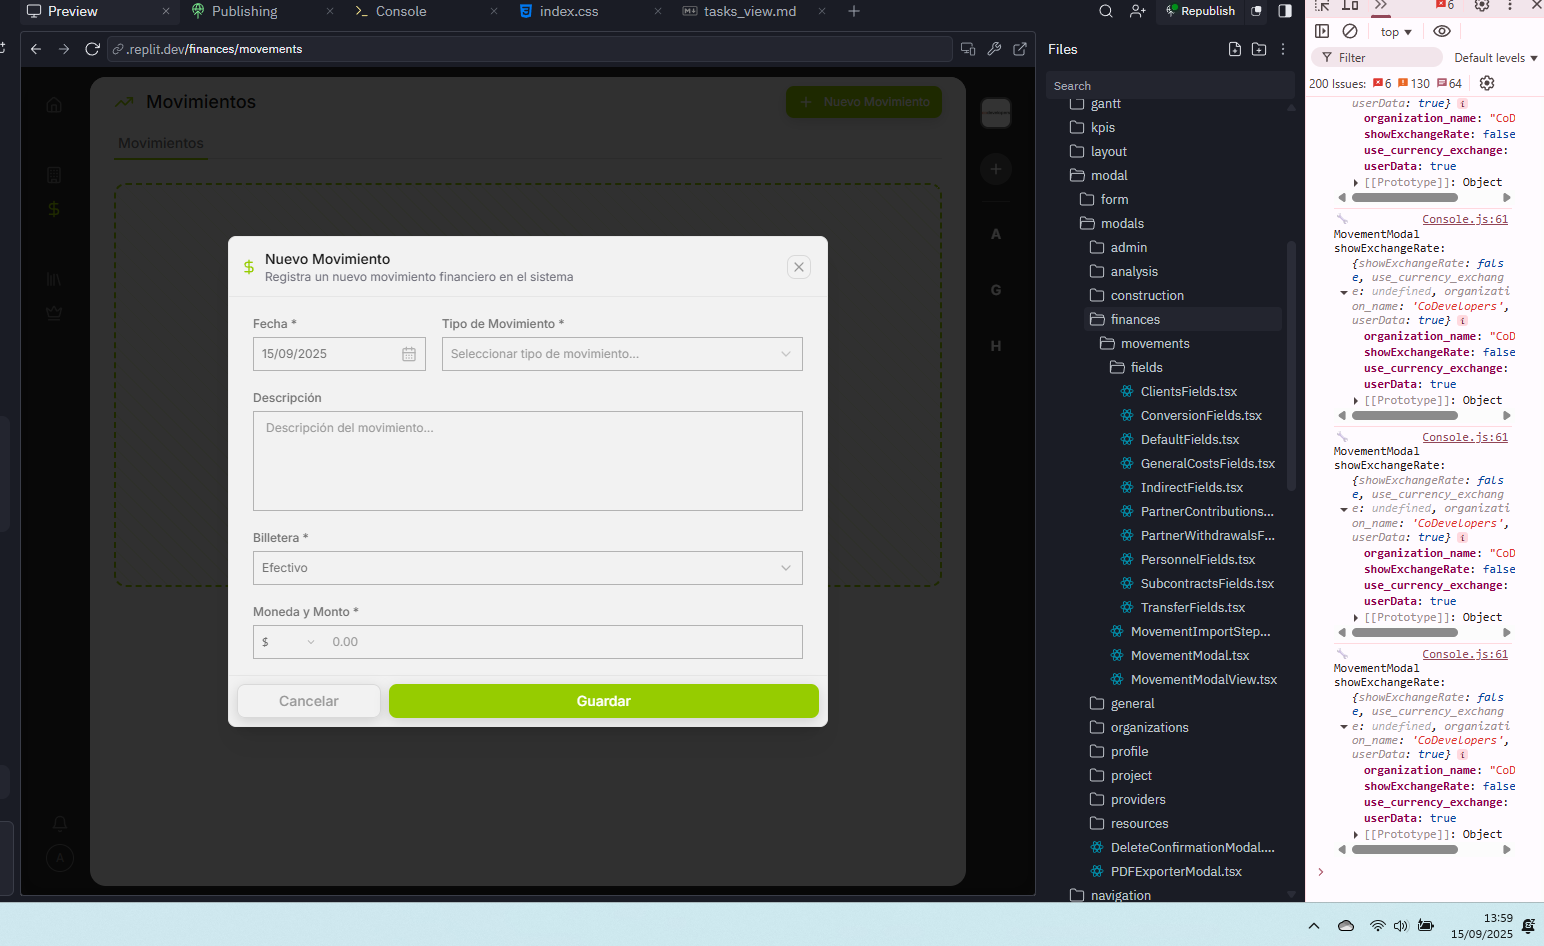 Preview
Publishing
Console
index.css
tasks_view.md
Republish
.replit.dev/finances/movements
Movimientos
Nuevo Movimiento
Movimientos
A
G
H
A
Nuevo Movimiento
Registra un nuevo movimiento financiero en el sistema
Fecha *
Tipo de Movimiento *
15/09/2025
Seleccionar tipo de movimiento...
Descripción
Descripción del movimiento...
Billetera *
Efectivo
Moneda y Monto *
$
0.00
Cancelar
Guardar
Files
Search
gantt
kpis
layout
modal
form
modals
admin
analysis
construction
finances
movements
fields
ClientsFields.tsx
ConversionFields.tsx
DefaultFields.tsx
GeneralCostsFields.tsx
IndirectFields.tsx
PartnerContributions...
PartnerWithdrawalsF...
PersonnelFields.tsx
SubcontractsFields.tsx
TransferFields.tsx
MovementImportStep...
MovementModal.tsx
MovementModalView.tsx
general
organizations
profile
project
providers
resources
DeleteConfirmationModal....
PDFExporterModal.tsx
navigation
6
top
Filter
Default levels
200 Issues: 6 130 64
userData: true}
organization_name: "CoD
showExchangeRate: false
use_currency_exchange:
userData: true
[[Prototype]]: Object
Console.js:61
MovementModal
showExchangeRate:
{showExchangeRate: fals
e, use_currency_exchang
e: undefined, organizati
on_name: 'CoDevelopers',
userData: true}
organization_name: "CoD
showExchangeRate: false
use_currency_exchange:
userData: true
[[Prototype]]: Object
Console.js:61
MovementModal
showExchangeRate:
{showExchangeRate: fals
e, use_currency_exchang
e: undefined, organizati
on_name: 'CoDevelopers',
userData: true}
organization_name: "CoD
showExchangeRate: false
use_currency_exchange:
userData: true
[[Prototype]]: Object
Console.js:61
MovementModal
showExchangeRate:
{showExchangeRate: fals
e, use_currency_exchang
e: undefined, organizati
on_name: 'CoDevelopers',
userData: true}
organization_name: "CoD
showExchangeRate: false
use_currency_exchange:
userData: true
[[Prototype]]: Object
13:59
15/09/2025